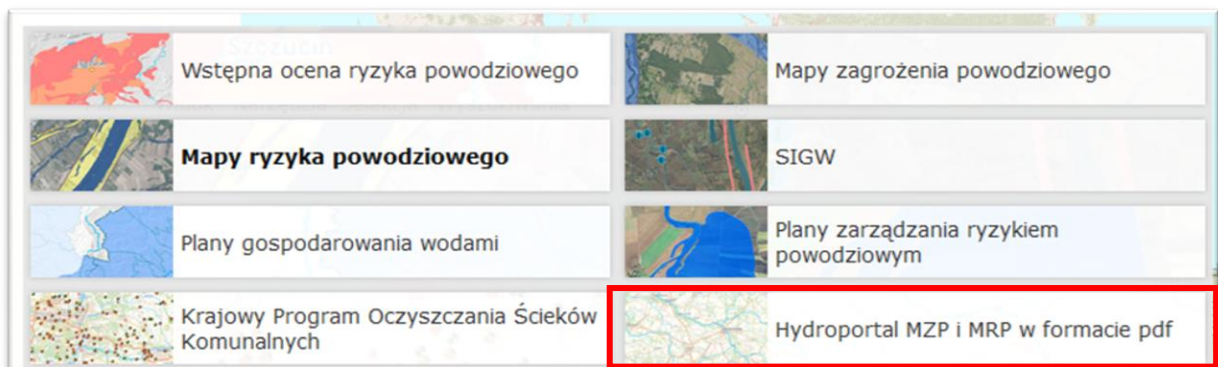 Szczucin
Wstępna ocena ryzyka powodziowego
Mapy zagrożenia powodziowego
Mapy ryzyka powodziowego
SIGW
Plany gospodarowania wodami
Plany zarządzania ryzykiem
powodziowym
Krajowy Program Oczyszczania Ścieków
Komunalnych
Hydroportal MZP i MRP w formacie pdf